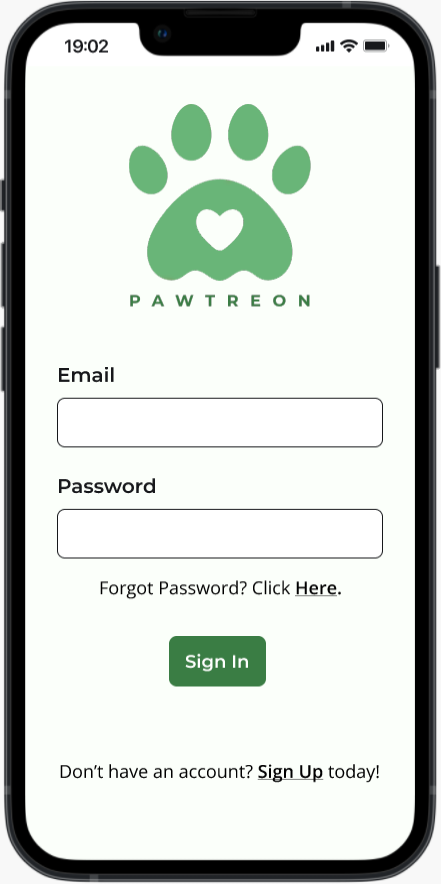 19:02
PAWTREON
Email
Password
Forgot Password? Click Here.
Sign In
Don’t have an account? Sign Up today!